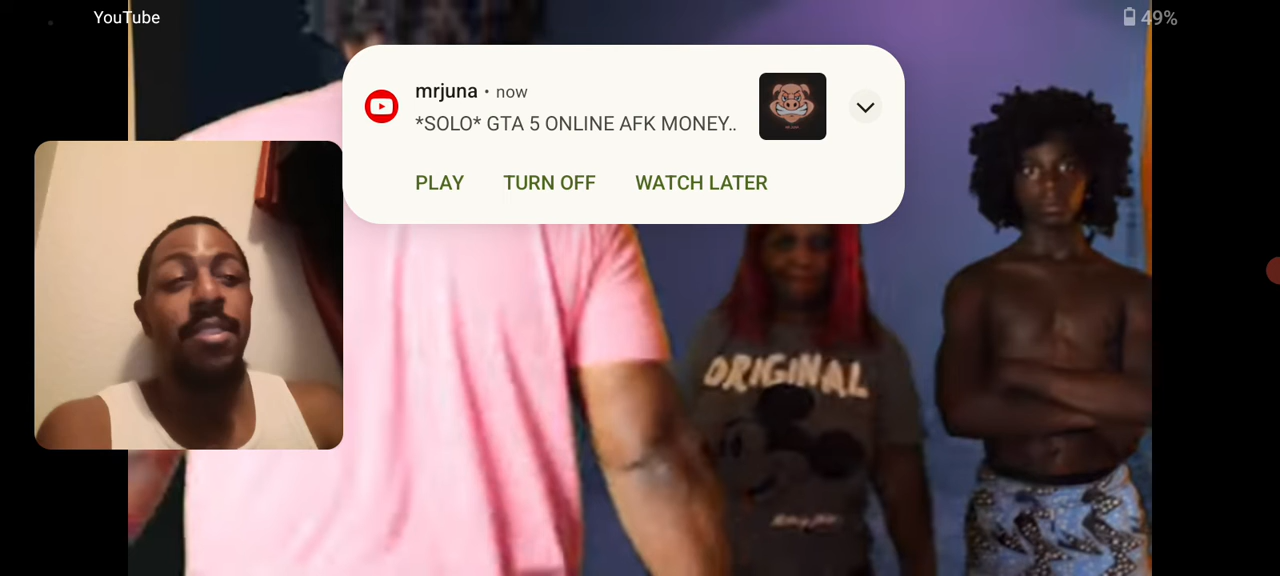 YouTube
49%
mrjuna • now
*SOLO* GTA 5 ONLINE AFK MONEY..
PLAY
TURN OFF
WATCH LATER
ORIGINAL